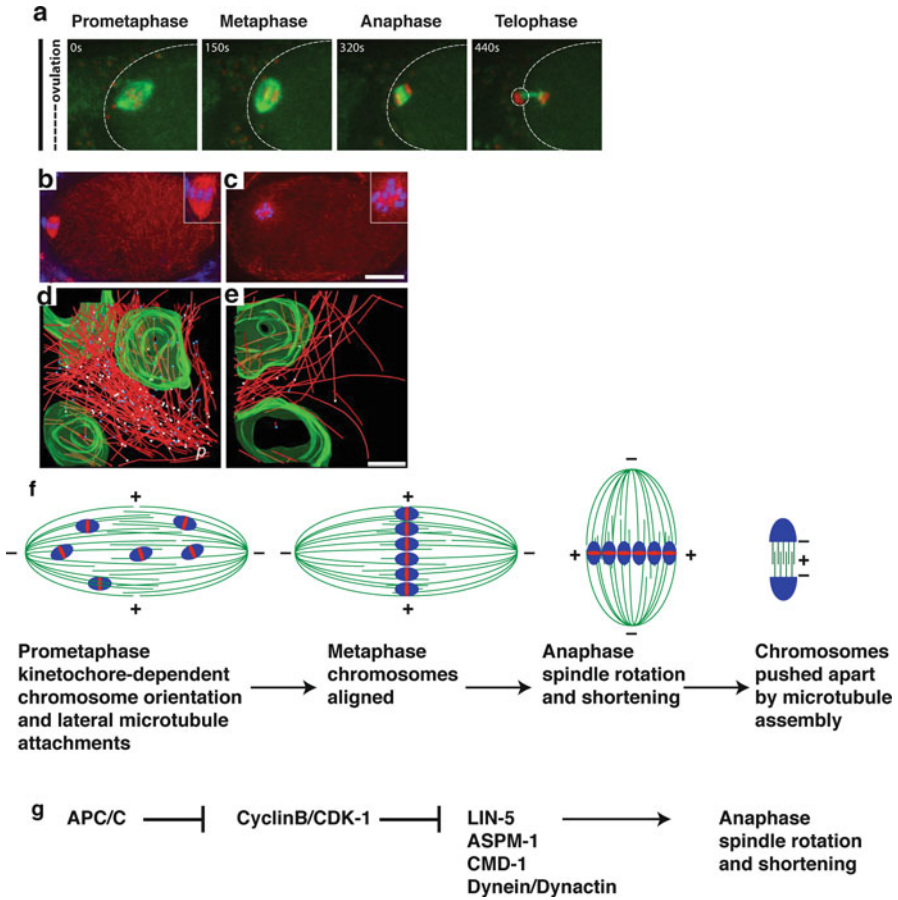 a
Prometaphase Metaphase Anaphase Telophase
ovulation
0s 150s 320s 440s
b c
d e
p
f
+ + − 
− − − − + + − + −
+ + −
Prometaphase
kinetochore-dependent
chromosome orientation
and lateral microtubule
attachments
Metaphase
chromosomes
aligned
Anaphase
spindle rotation
and shortening
Chromosomes
pushed apart
by microtubule
assembly
g
APC/C CyclinB/CDK-1 LIN-5
ASPM-1
CMD-1
Dynein/Dynactin
Anaphase
spindle rotation
and shortening